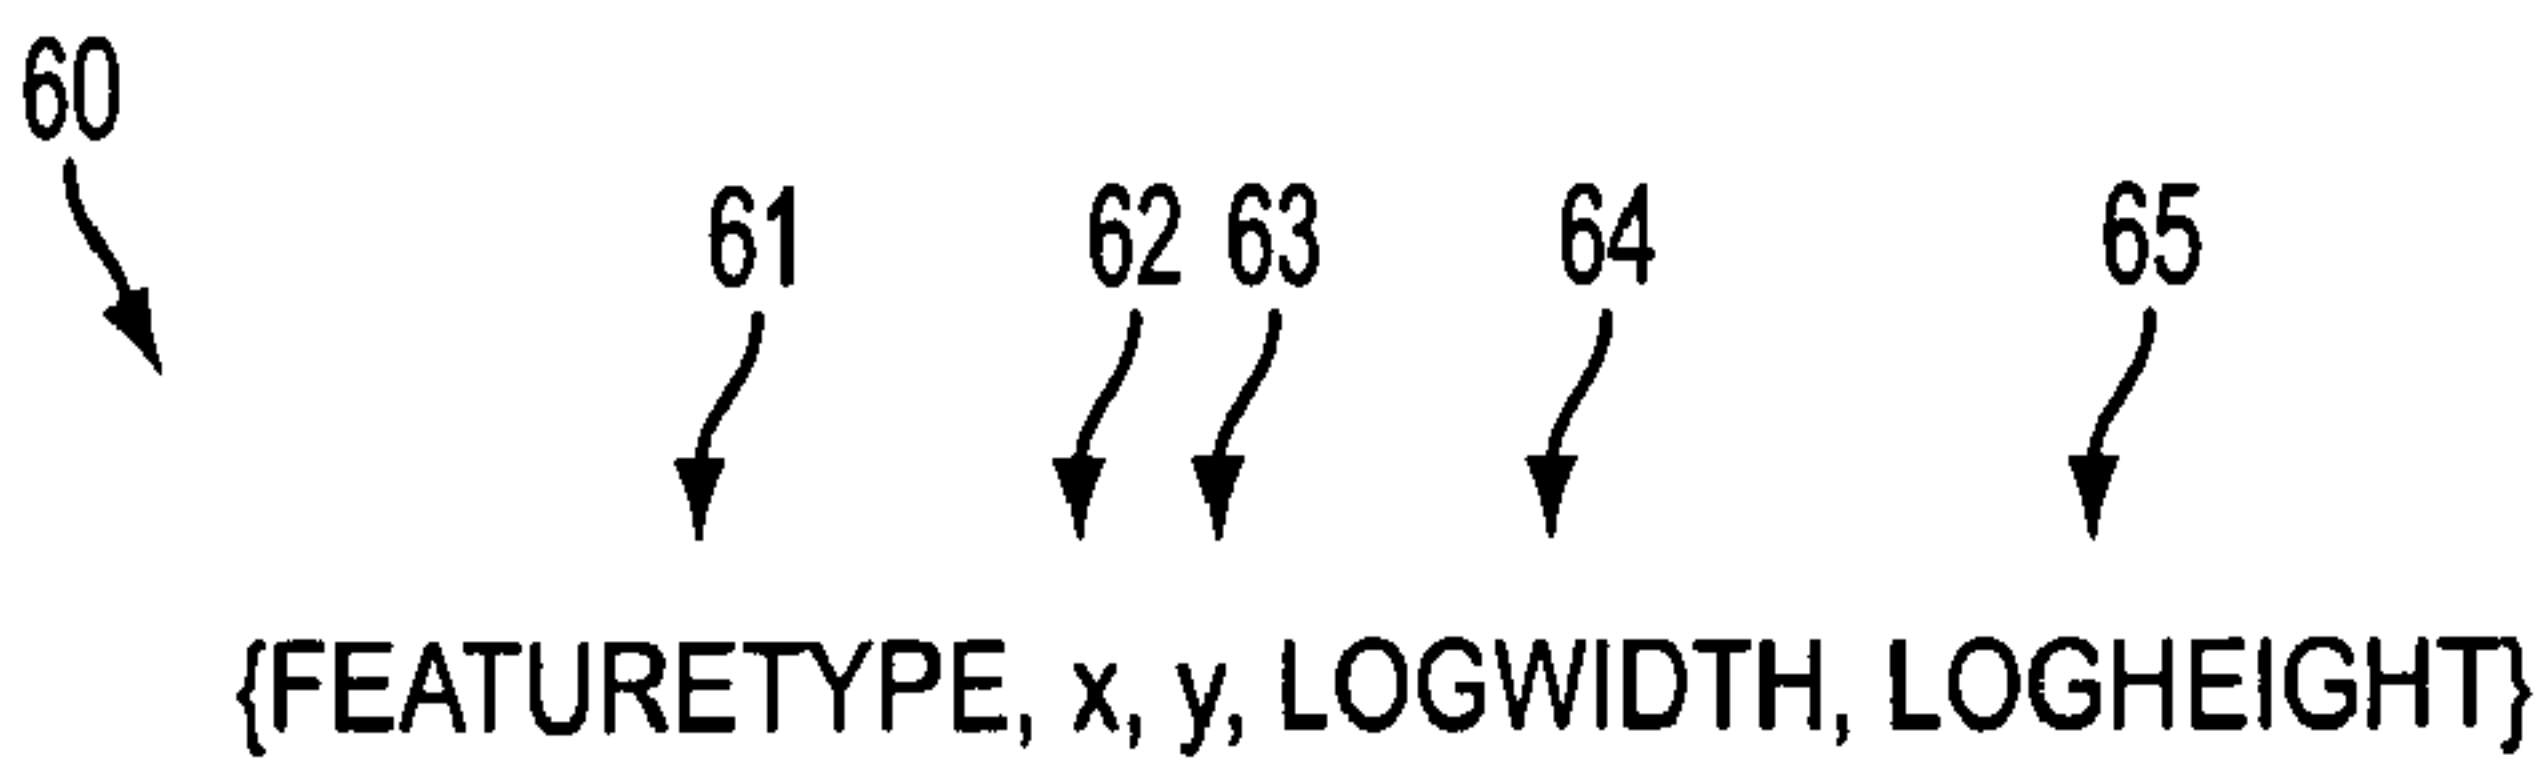 60
61 62 63 64 65
{FEATURETYPE, x, y, LOGWIDTH, LOGHEIGHT}